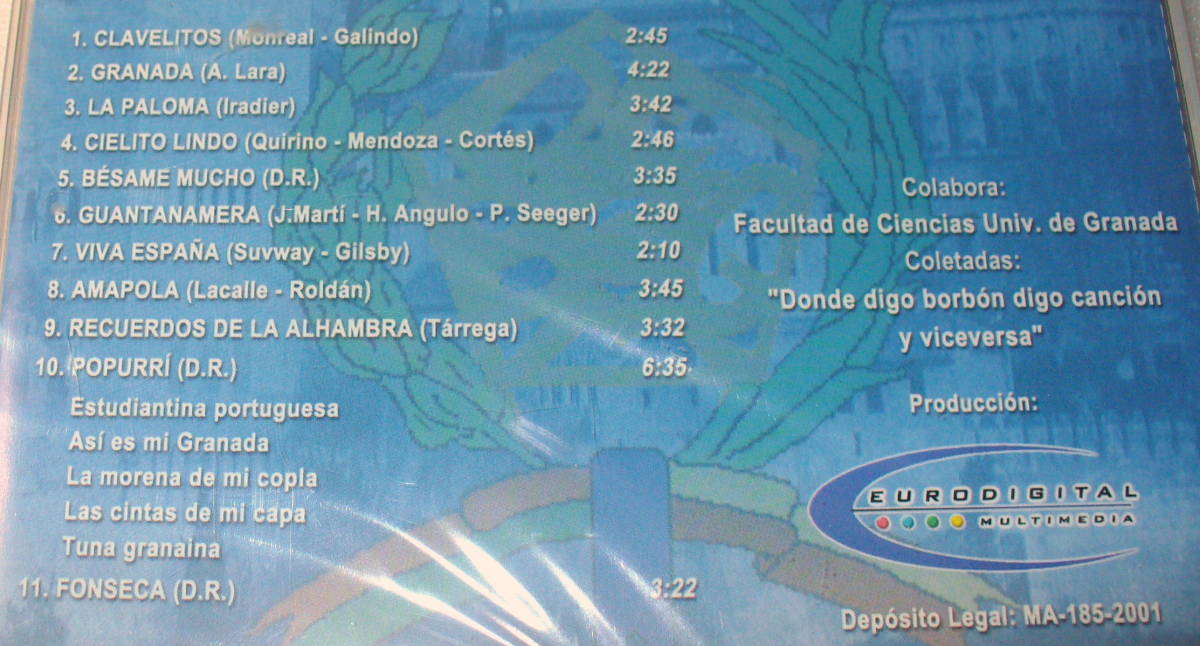 1. CLAVELITOS (Monreal - Galindo) 2:45
2. GRANADA (A. Lara) 4:22
3. LA PALOMA (Iradier) 3:42
4. CIELITO LINDO (Quirino - Mendoza - Cortés) 2:46
5. BÉSAME MUCHO (D.R.) 3:35
6. GUANTANAMERA (J.Martí - H. Angulo - P. Seeger) 2:30
7. VIVA ESPAÑA (Suvway - Gilsby) 2:10
8. AMAPOLA (Lacalle - Roldán) 3:45
9. RECUERDOS DE LA ALHAMBRA (Tárrega) 3:32
10. POPURRÍ (D.R.) 6:35
Estudiantina portuguesa
Así es mi Granada
La morena de mi copla
Las cintas de mi capa
Tuna granaina
11. FONSECA (D.R.) 3:22
Colabora:
Facultad de Ciencias Univ. de Granada
Coletadas:
"Donde digo borbón digo canción
y viceversa"
Producción:
EURODIGITAL
MULTIMEDIA
Depósito Legal: MA-185-2001